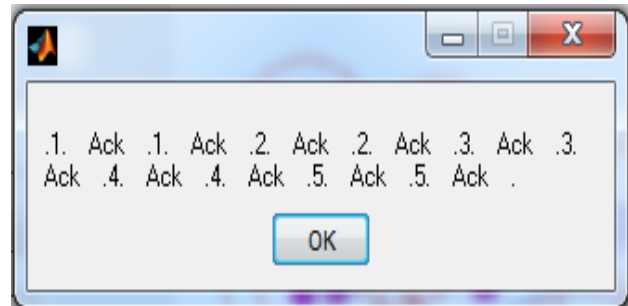 .1. Ack .1. Ack .2. Ack .2. Ack .3. Ack .3.
Ack .4. Ack .4. Ack .5. Ack .5. Ack .
OK